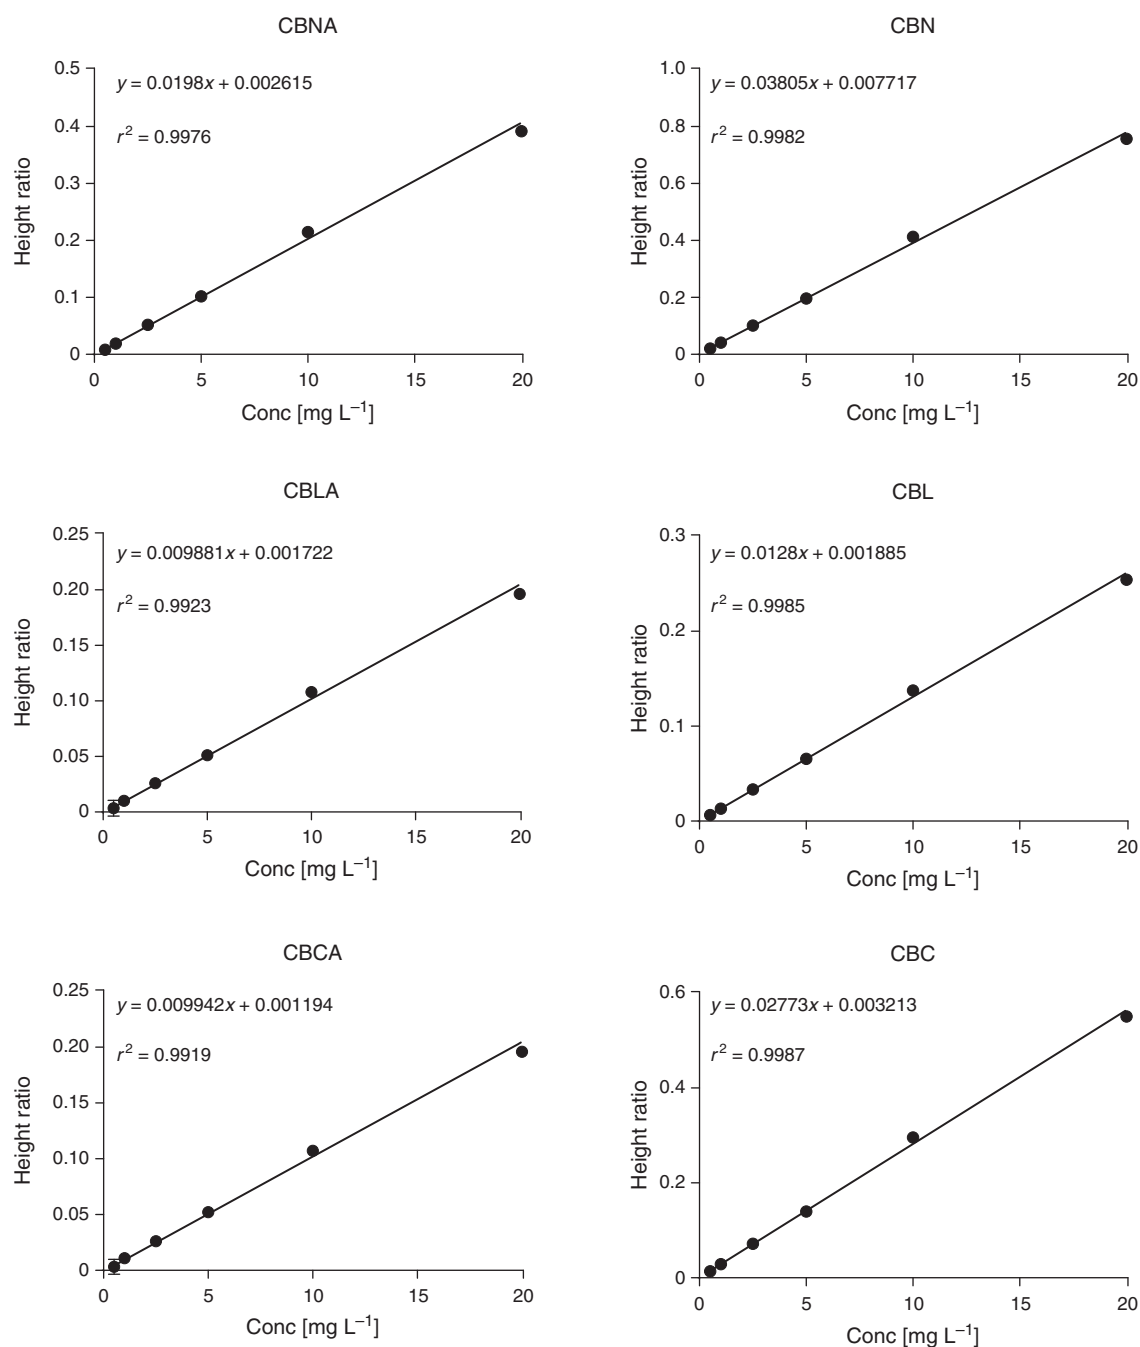 CBNA
y = 0.0198x + 0.002615
r² = 0.9976
0.5
0.4
0.3
0.2
0.1
0
Height ratio
0 5 10 15 20
Conc [mg L⁻¹]
CBN
y = 0.03805x + 0.007717
r² = 0.9982
1.0
0.8
0.6
0.4
0.2
0
Height ratio
0 5 10 15 20
Conc [mg L⁻¹]
CBLA
y = 0.009881x + 0.001722
r² = 0.9923
0.25
0.20
0.15
0.10
0.05
0
Height ratio
0 5 10 15 20
Conc [mg L⁻¹]
CBL
y = 0.0128x + 0.001885
r² = 0.9985
0.3
0.2
0.1
0
Height ratio
0 5 10 15 20
Conc [mg L⁻¹]
CBCA
y = 0.009942x + 0.001194
r² = 0.9919
0.25
0.20
0.15
0.10
0.05
0
Height ratio
0 5 10 15 20
Conc [mg L⁻¹]
CBC
y = 0.02773x + 0.003213
r² = 0.9987
0.6
0.4
0.2
0
Height ratio
0 5 10 15 20
Conc [mg L⁻¹]